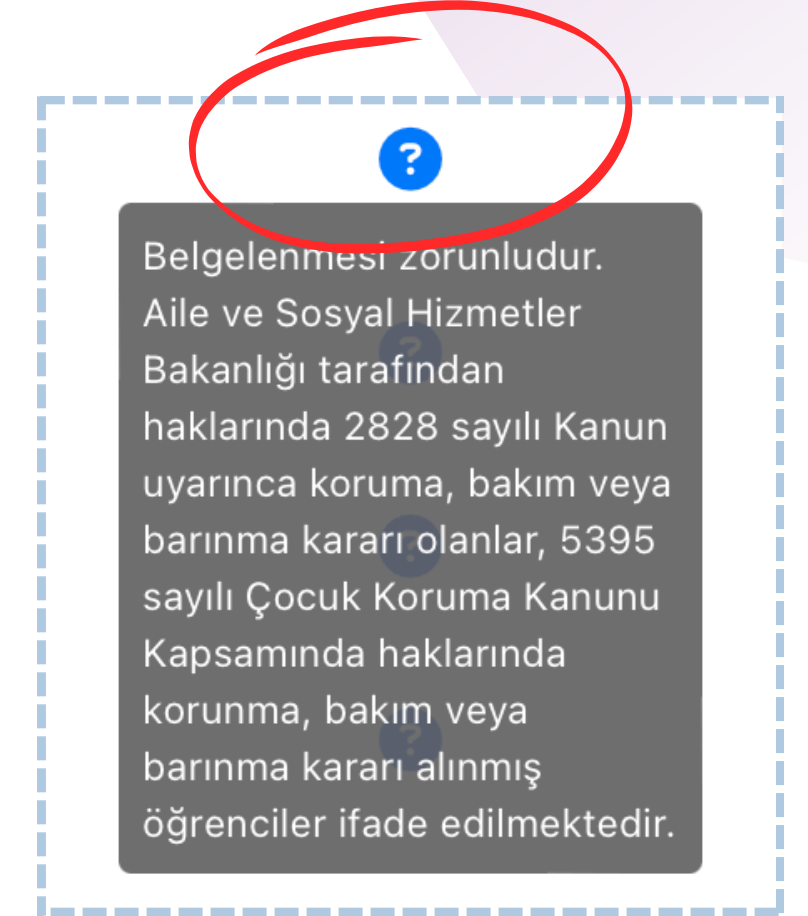 ?
Belgelenmesi zorunludur.
Aile ve Sosyal Hizmetler
Bakanlığı tarafından
haklarında 2828 sayılı Kanun
uyarınca koruma, bakım veya
barınma kararı olanlar, 5395
sayılı Çocuk Koruma Kanunu
Kapsamında haklarında
korunma, bakım veya
barınma kararı alınmış
öğrenciler ifade edilmektedir.